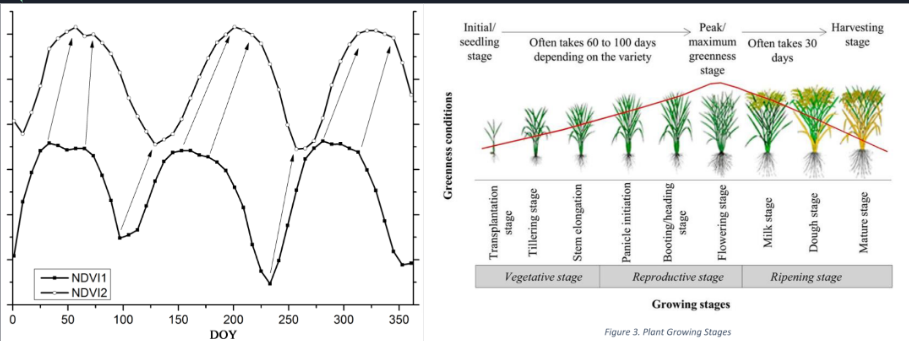 NDVI1
NDVI2
0
50
100
150
200
250
300
350
DOY
Initial/
seedling
stage
Often takes 60 to 100 days
depending on the variety
Peak/
maximum
greenness
stage
Often takes 30
days
Harvesting
stage
Greenness conditions
Transplantation
stage
Tillering stage
Stem elongation
Panicle initiation
Booting/heading
stage
Flowering stage
Milk stage
Dough stage
Mature stage
Vegetative stage
Reproductive stage
Ripening stage
Growing stages
Figure 3. Plant Growing Stages